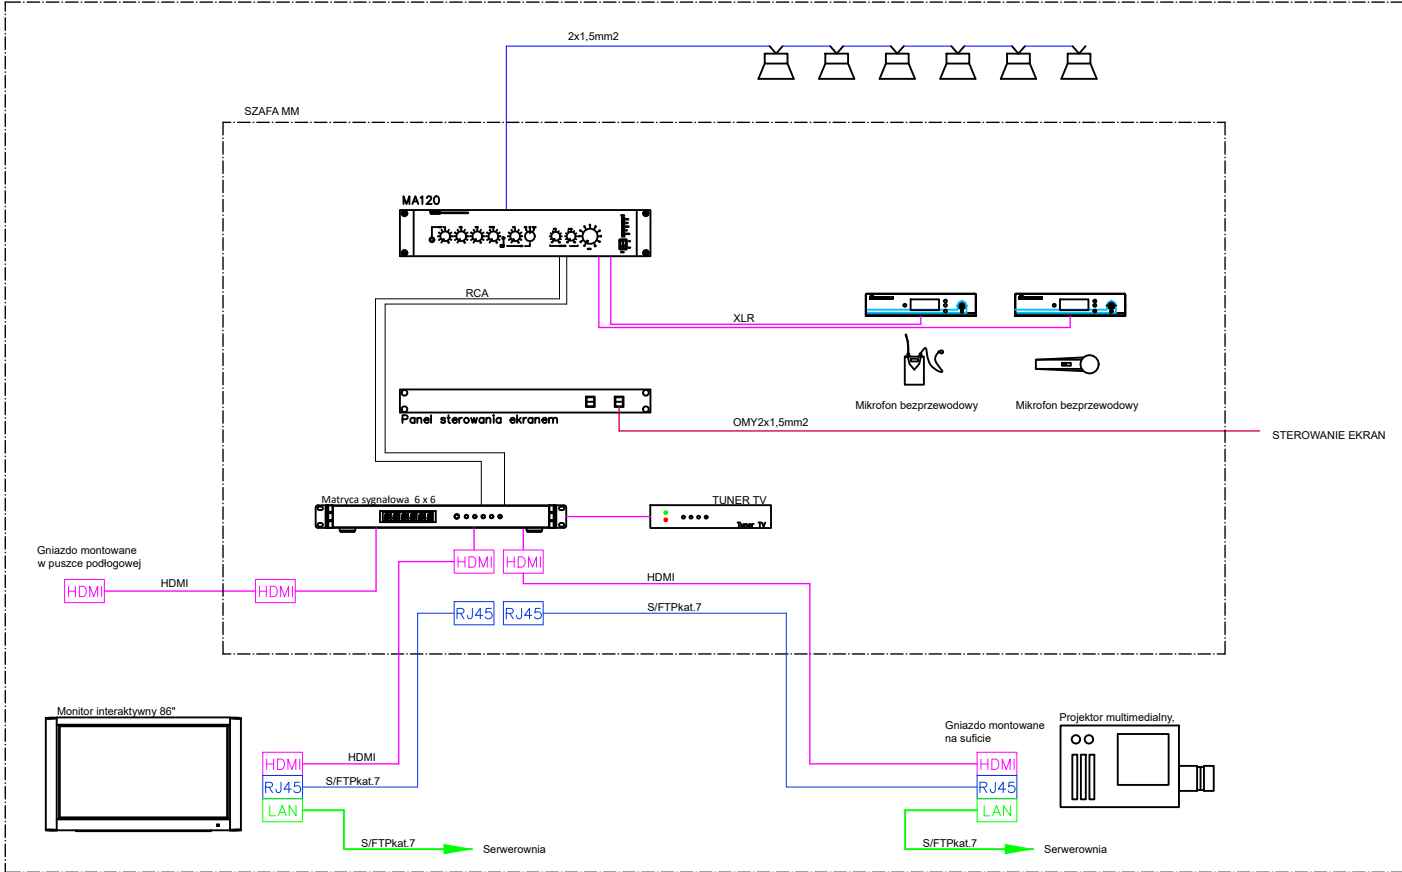 2x1,5mm2
SZAFA MM
MA120
RCA
XLR
Mikrofon bezprzewodowy
Mikrofon bezprzewodowy
Panel sterowania ekranem
OMY2x1,5mm2
STEROWANIE EKRAN
Matryca sygnałowa 6 x 6
TUNER TV
Tuner TV
Gniazdo montowane
w puszce podłogowej
HDMI
HDMI
HDMI
HDMI
HDMI
HDMI
RJ45
RJ45
S/FTPkat.7
Monitor interaktywny 86"
Gniazdo montowane
na suficie
Projektor multimedialny,
HDMI
HDMI
RJ45
S/FTPkat.7
LAN
S/FTPkat.7
Serwerownia
HDMI
RJ45
LAN
S/FTPkat.7
Serwerownia